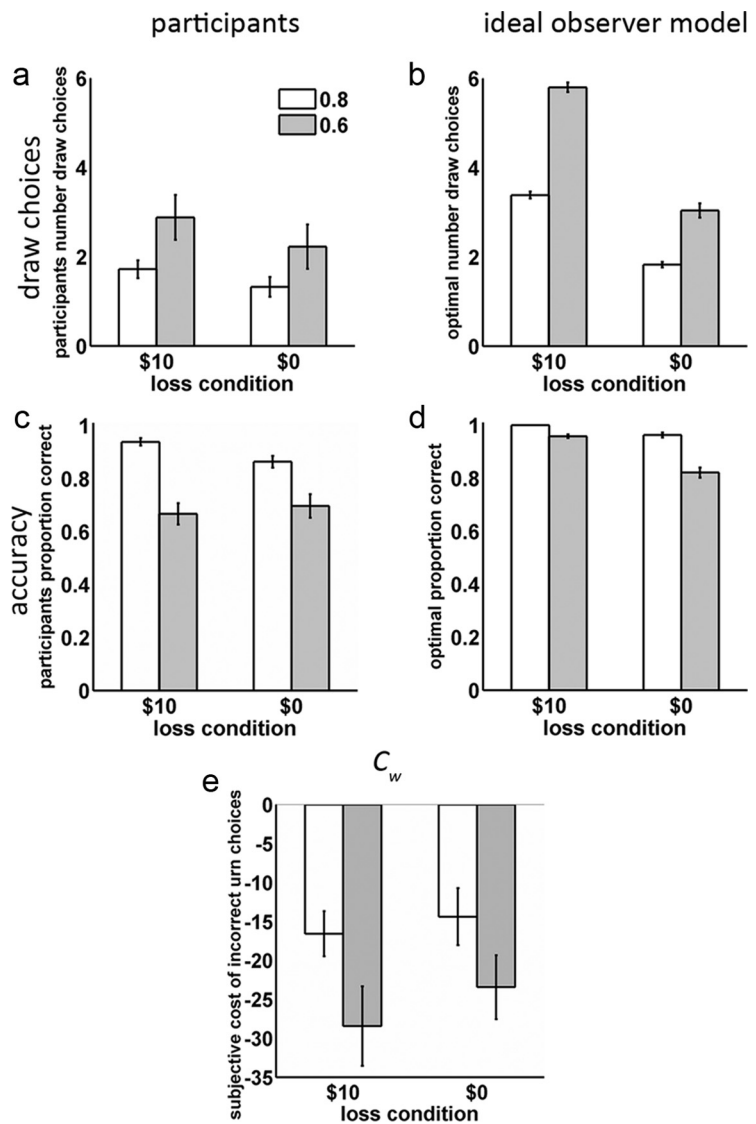 participants
ideal observer model
draw choices
a
participants number draw choices
6
4
2
0
0.8
0.6
$10
$0
loss condition
b
optimal number draw choices
6
4
2
0
$10
$0
loss condition
accuracy
c
participants proportion correct
1
0.8
0.6
0.4
0.2
0
$10
$0
loss condition
d
optimal proportion correct
1
0.8
0.6
0.4
0.2
0
$10
$0
loss condition
e
Cw
subjective cost of incorrect urn choices
0
-5
-10
-15
-20
-25
-30
-35
$10
$0
loss condition